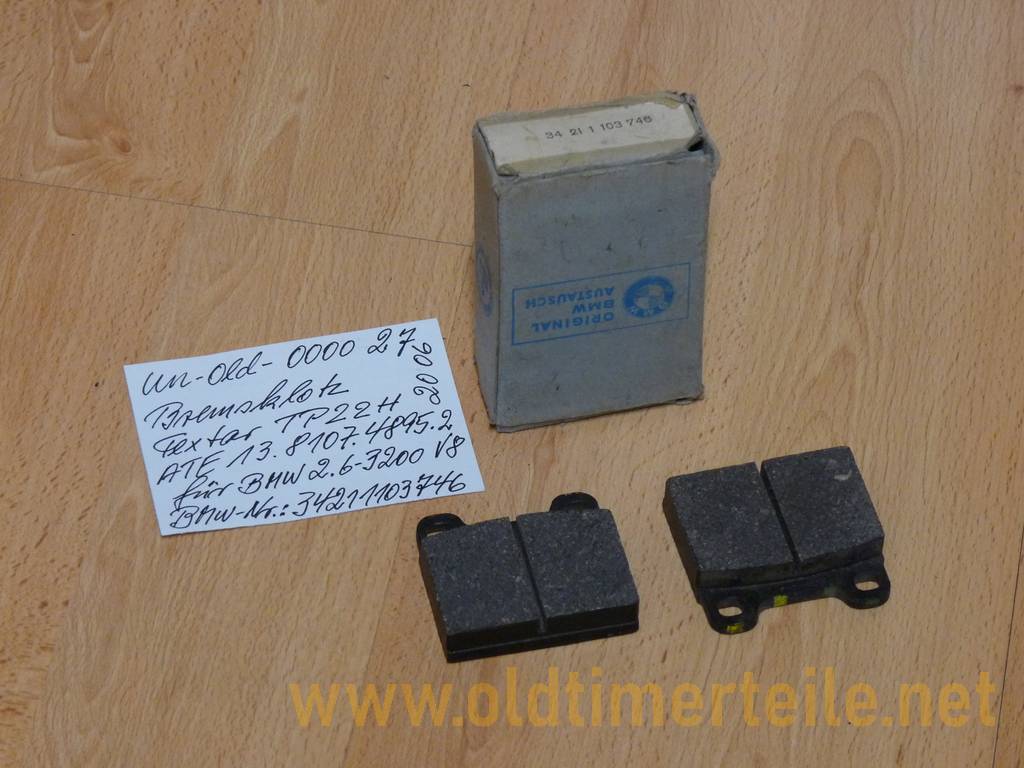 34 21 1 103 746
ORIGINAL
BMW
AUSTAUSCH
BMW
un-Old-0000 27
Bremsklotz
Textar TP22H 2006
ATE 13.8107.4895.2
für BMW 2.6-3200 V8
BMW-Nr.: 34211103746
www.oldtimerteile.net